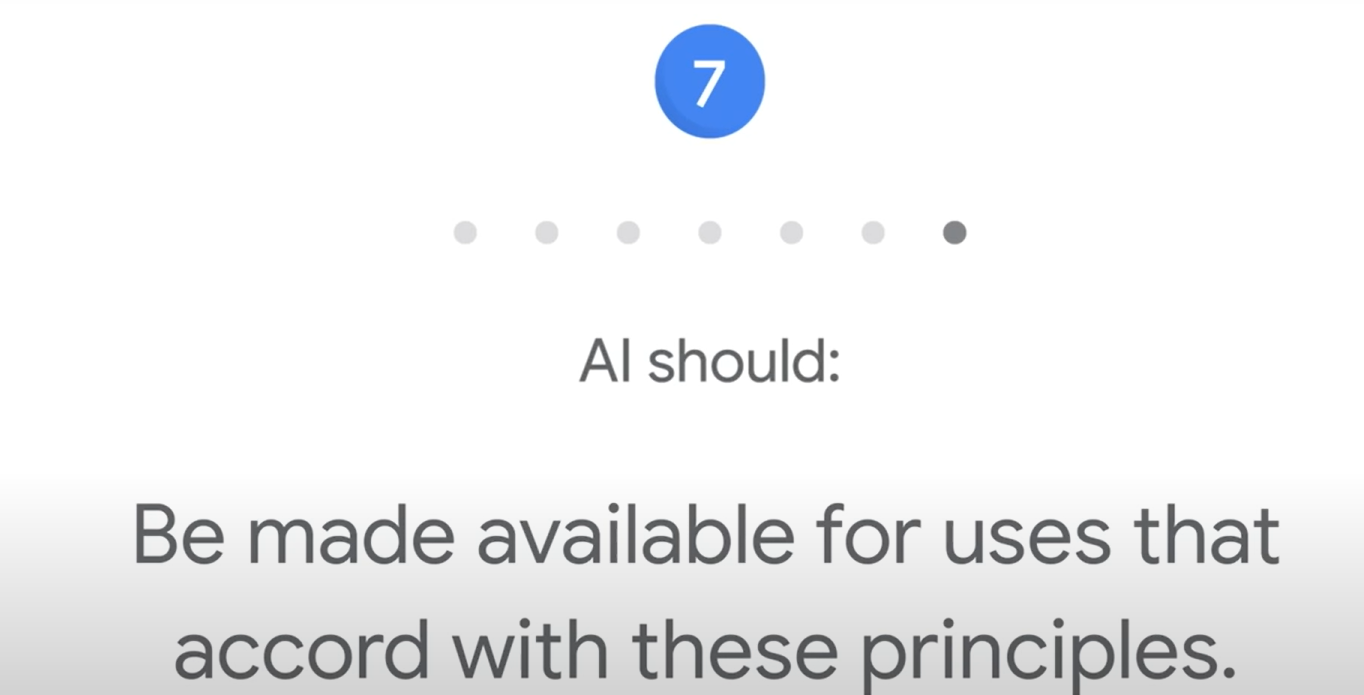 7
AI should:
Be made available for uses that
accord with these principles.